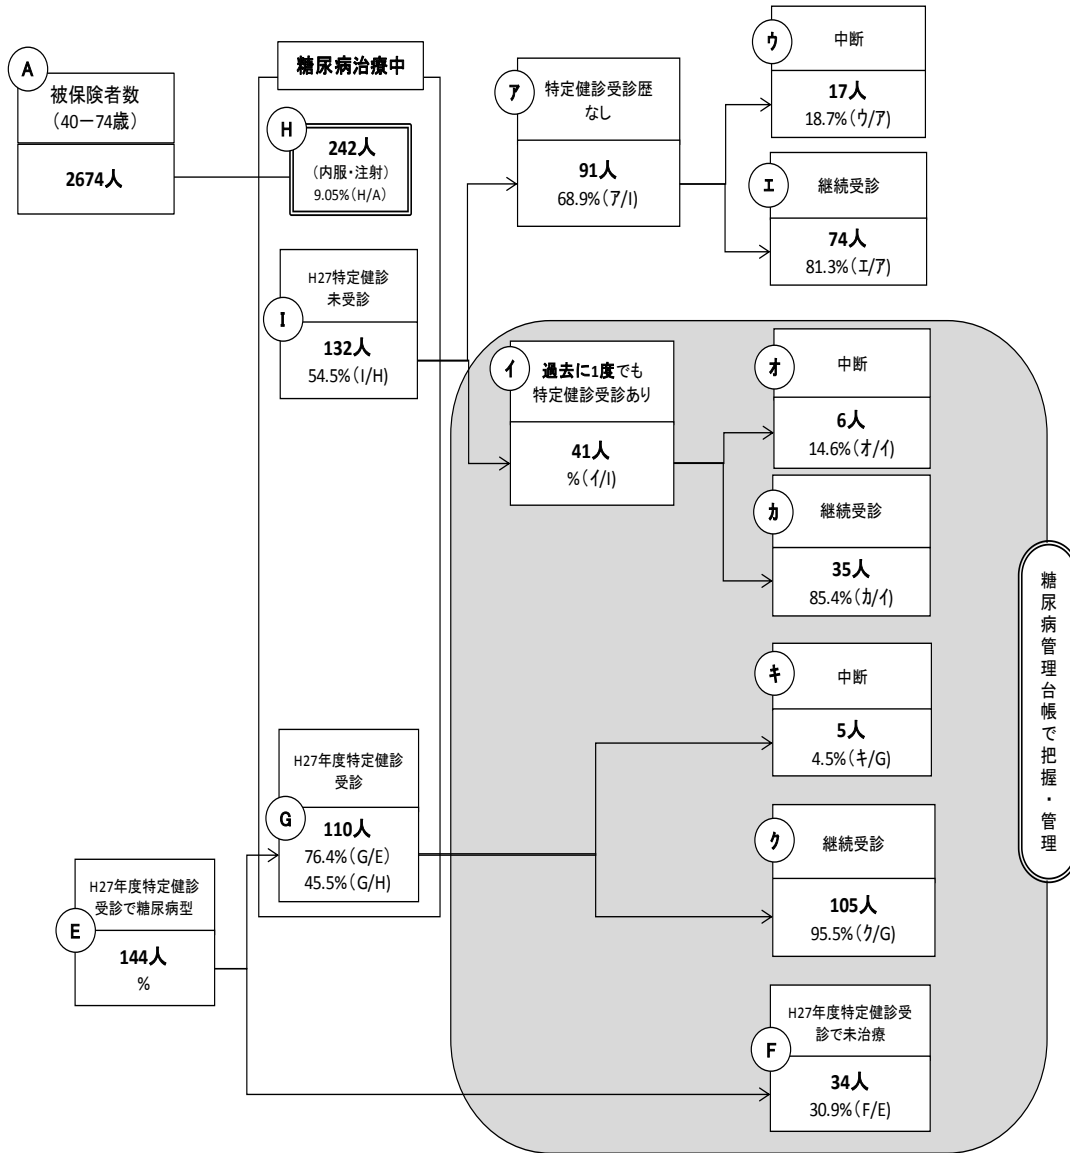 A
被保険者数
(40－74歳)
2674人
糖尿病治療中
H
242人
(内服・注射)
9.05%(H/A)
I
H27特定健診
未受診
132人
54.5%(I/H)
ア
特定健診受診歴
なし
91人
68.9%(ア/I)
ウ
中断
17人
18.7%(ウ/ア)
エ
継続受診
74人
81.3%(エ/ア)
イ
過去に1度でも
特定健診受診あり
41人
%(イ/I)
オ
中断
6人
14.6%(オ/イ)
カ
継続受診
35人
85.4%(カ/イ)
キ
中断
5人
4.5%(キ/G)
G
H27年度特定健診
受診
110人
76.4%(G/E)
45.5%(G/H)
ク
継続受診
105人
95.5%(ク/G)
E
H27年度特定健診
受診で糖尿病型
144人
%
F
H27年度特定健診受
診で未治療
34人
30.9%(F/E)
糖尿病管理台帳で把握・管理